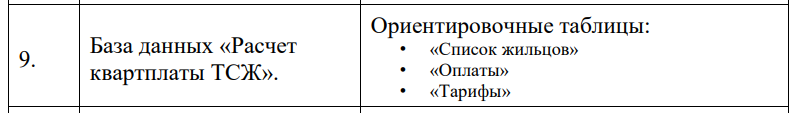 9.
База данных «Расчет
квартплаты ТСЖ».
Ориентировочные таблицы:
• «Список жильцов»
• «Оплаты»
• «Тарифы»